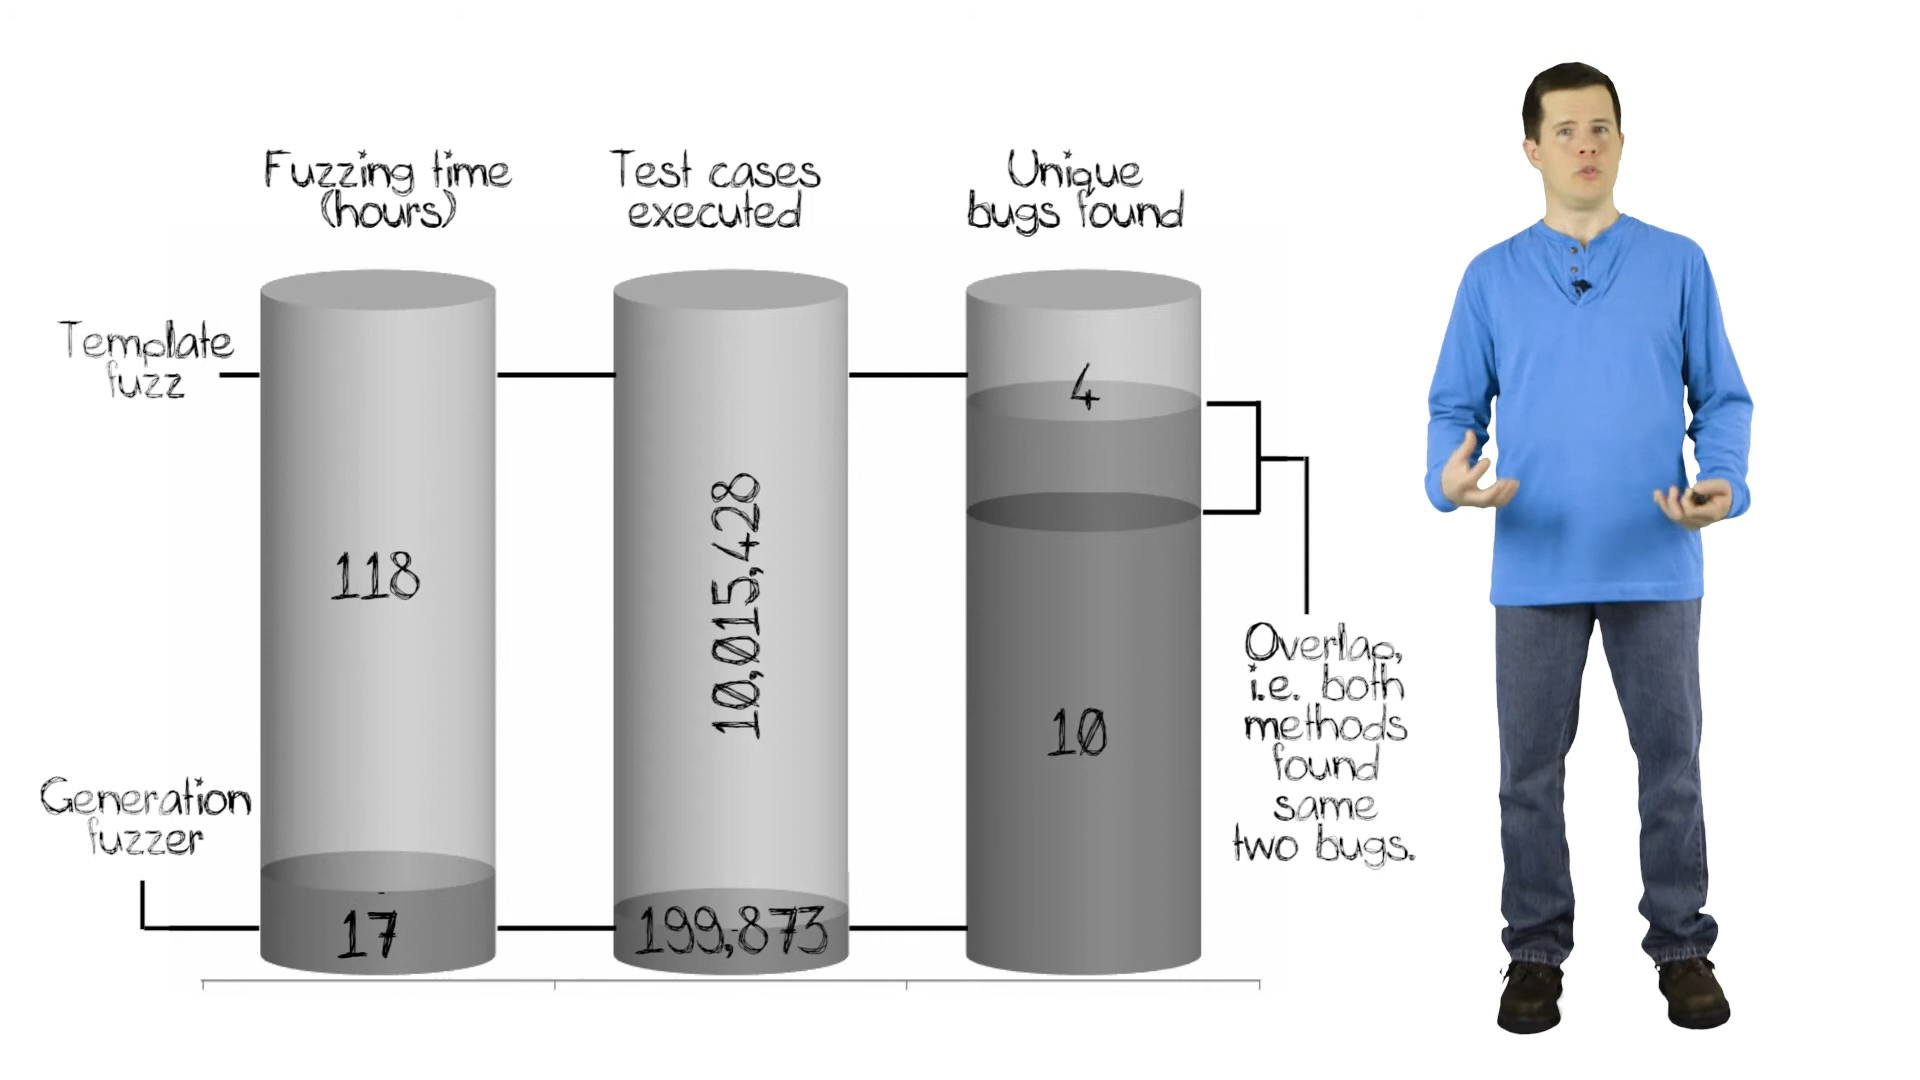 Fuzzing time
(hours)
Test cases
executed
Unique
bugs found
Template
fuzz
4
118
10,015,428
10
Overlap,
i.e. both
methods
found
same
two bugs.
Generation
fuzzer
17
199,873